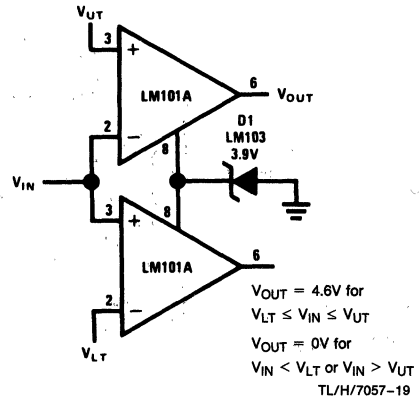 V_UT
3
+
LM101A
6
V_OUT
2
−
8
D1
LM103
3.9V
V_IN
3
+
8
LM101A
6
2
−
V_LT
V_OUT = 4.6V for
V_LT ≤ V_IN ≤ V_UT
V_OUT = 0V for
V_IN < V_LT or V_IN > V_UT
TL/H/7057–19